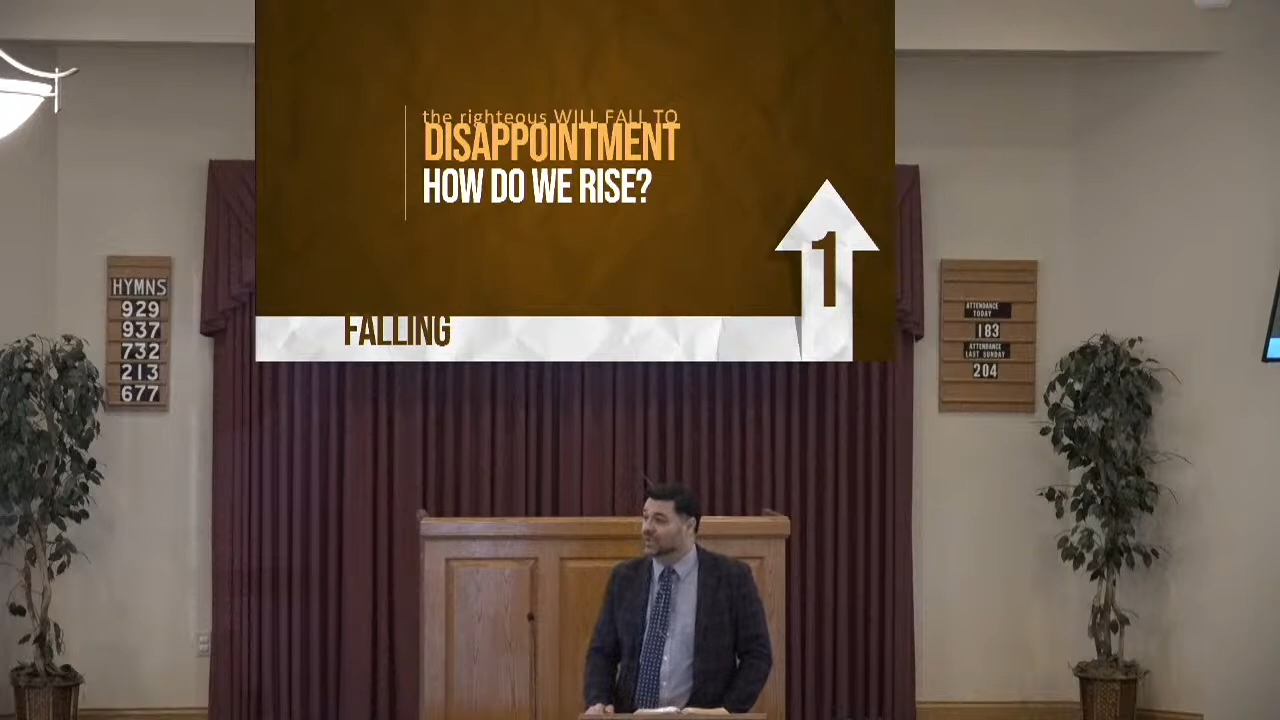 the righteous WILL FALL TO
DISAPPOINTMENT
HOW DO WE RISE?
1
FALLING
HYMNS
929
937
732
213
677
ATTENDANCE
TODAY
183
ATTENDANCE
LAST SUNDAY
204